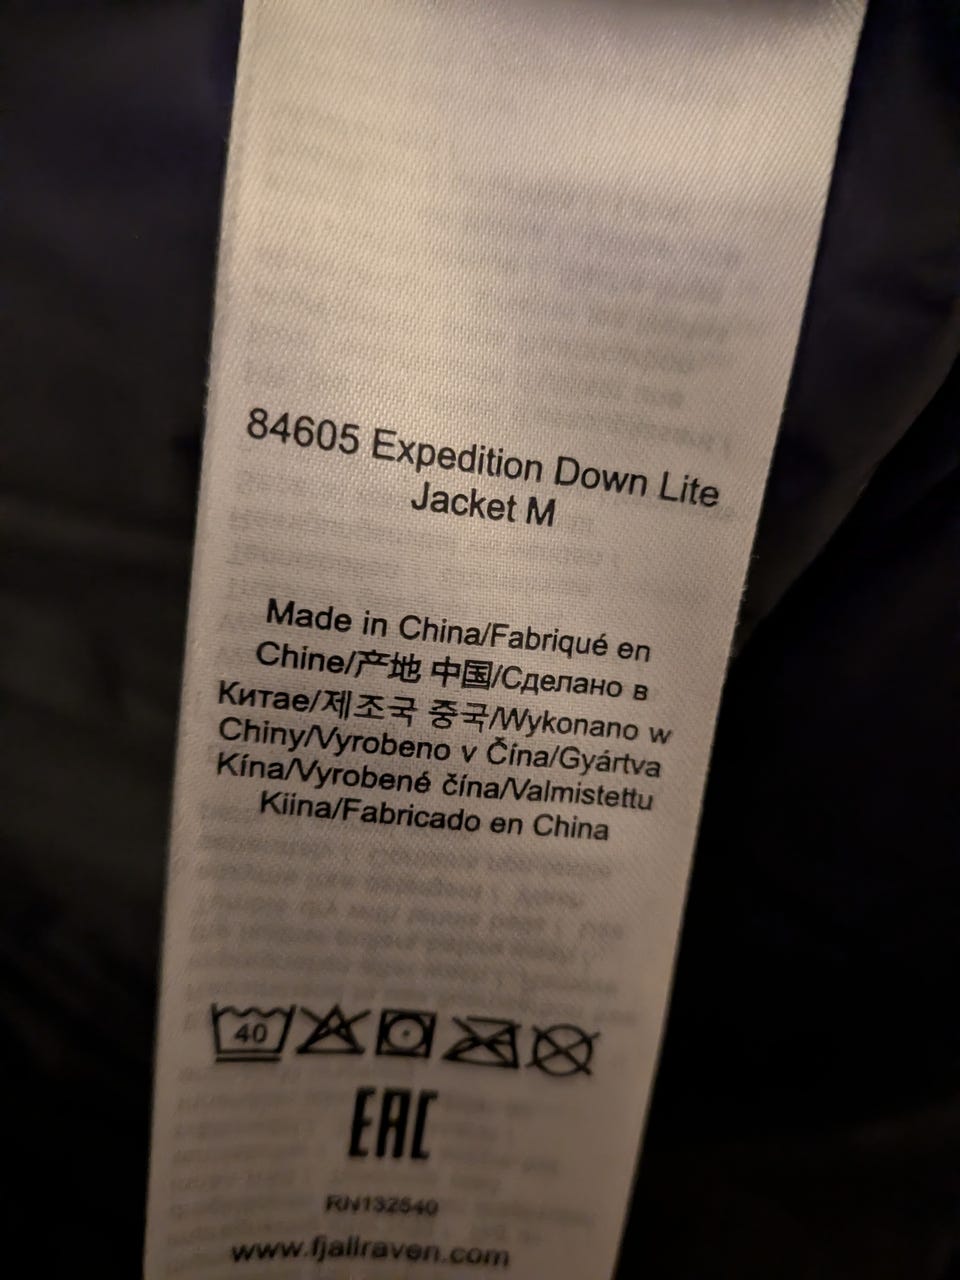 84605 Expedition Down Lite
Jacket M
Made in China/Fabriqué en
Chine/产地 中国/Сделано в
Китае/제조국 중국/Wykonano w
Chiny/Vyrobeno v Čína/Gyártva
Kína/Vyrobené čína/Valmistettu
Kiina/Fabricado en China
40
EAC
RN132540
www.fjallraven.com